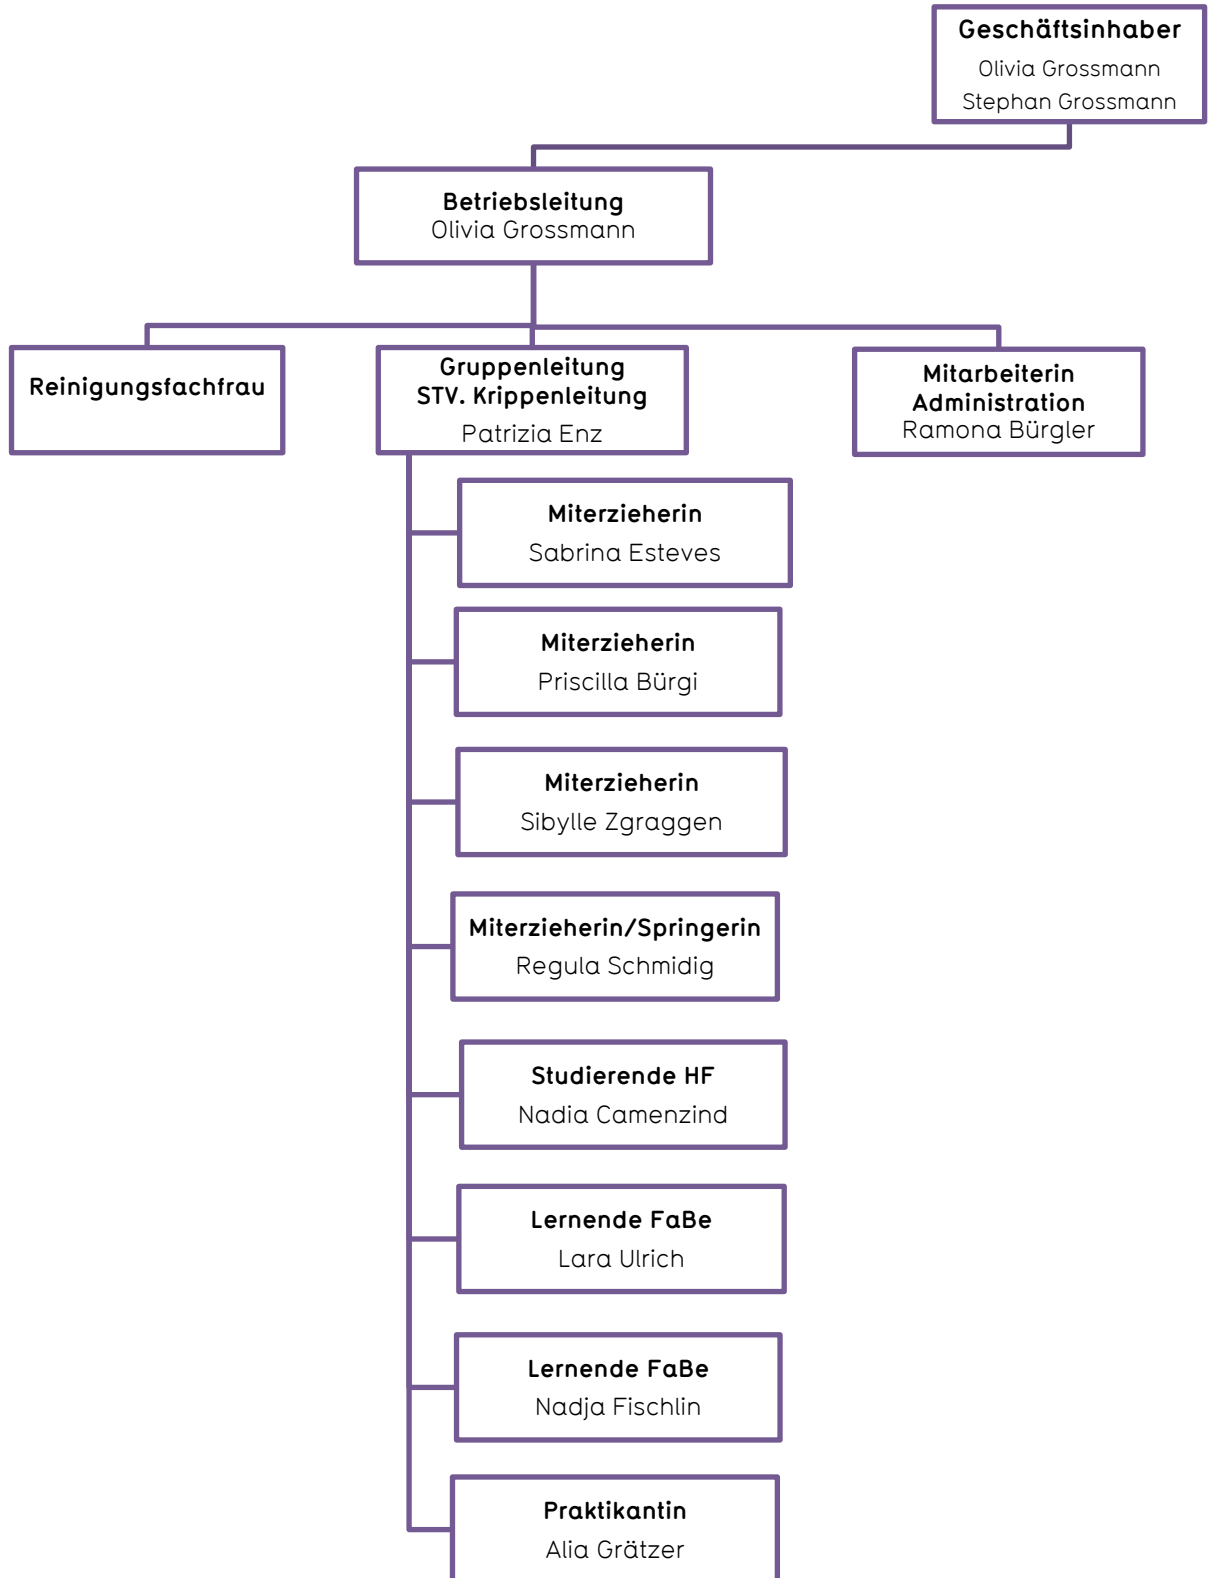 Geschäftsinhaber
Olivia Grossmann
Stephan Grossmann
Betriebsleitung
Olivia Grossmann
Reinigungsfachfrau
Gruppenleitung
STV. Krippenleitung
Patrizia Enz
Mitarbeiterin
Administration
Ramona Bürgler
Miterzieherin
Sabrina Esteves
Miterzieherin
Priscilla Bürgi
Miterzieherin
Sibylle Zgraggen
Miterzieherin/Springerin
Regula Schmidig
Studierende HF
Nadia Camenzind
Lernende FaBe
Lara Ulrich
Lernende FaBe
Nadja Fischlin
Praktikantin
Alia Grätzer